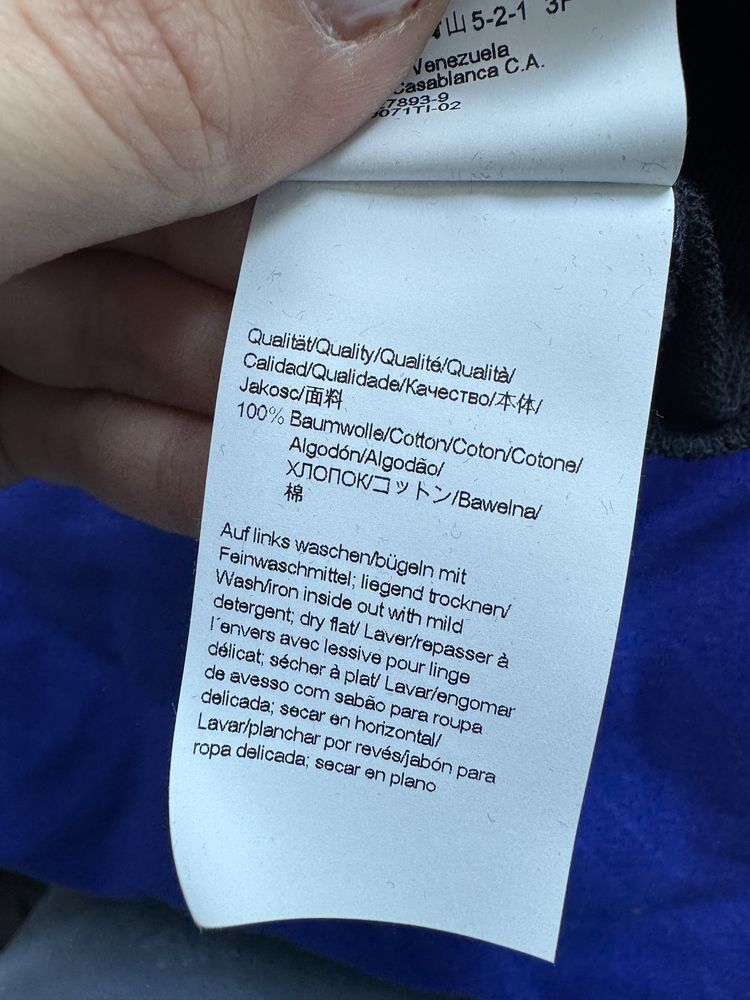 山 5-2-1
Venezuela
Casablanca C.A.
7893-9
Qualität/Quality/Qualité/Qualità/
Calidad/Qualidade/Качество/本体/
Jakosc/面料
100% Baumwolle/Cotton/Coton/Cotone/
Algodón/Algodão/
ХЛОПОК/コットン/Bawelna/
棉
Auf links waschen/bügeln mit
Feinwaschmittel; liegend trocknen/
Wash/iron inside out with mild
detergent; dry flat/ Laver/repasser à
l´envers avec lessive pour linge
délicat; sécher à plat/ Lavar/engomar
de avesso com sabão para roupa
delicada; secar en horizontal/
Lavar/planchar por revés/jabón para
ropa delicada; secar en plano